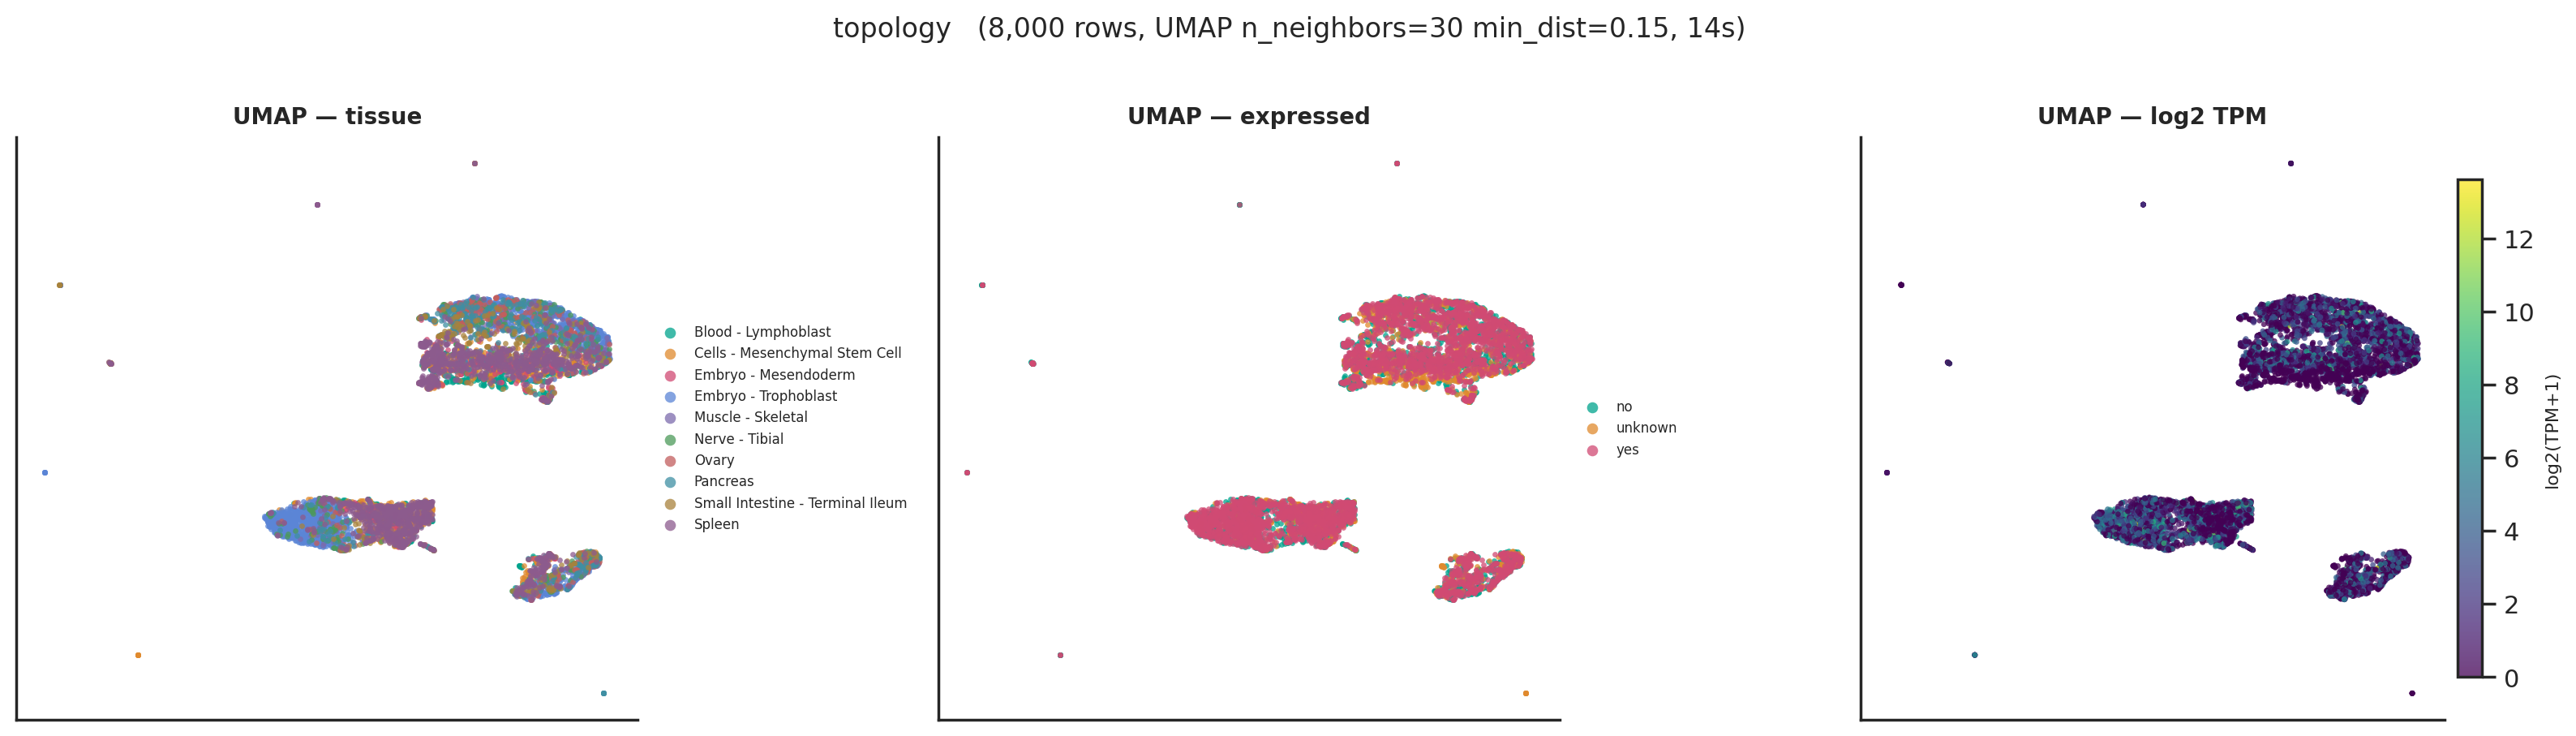 topology   (8,000 rows, UMAP n_neighbors=30 min_dist=0.15, 14s)
UMAP — tissue
Blood - Lymphoblast
Cells - Mesenchymal Stem Cell
Embryo - Mesendoderm
Embryo - Trophoblast
Muscle - Skeletal
Nerve - Tibial
Ovary
Pancreas
Small Intestine - Terminal Ileum
Spleen
UMAP — expressed
no
unknown
yes
UMAP — log2 TPM
12
10
8
6
4
2
0
log2(TPM+1)